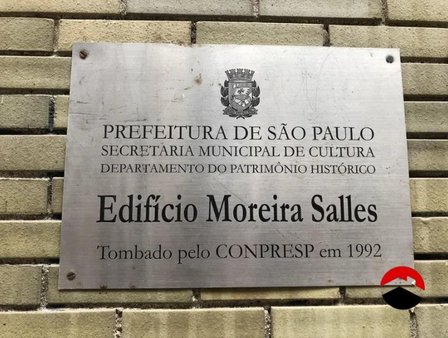 PREFEITURA DE SÃO PAULO
SECRETARIA MUNICIPAL DE CULTURA
DEPARTAMENTO DO PATRIMÔNIO HISTÓRICO
Edifício Moreira Salles
Tombado pelo CONPRESP em 1992